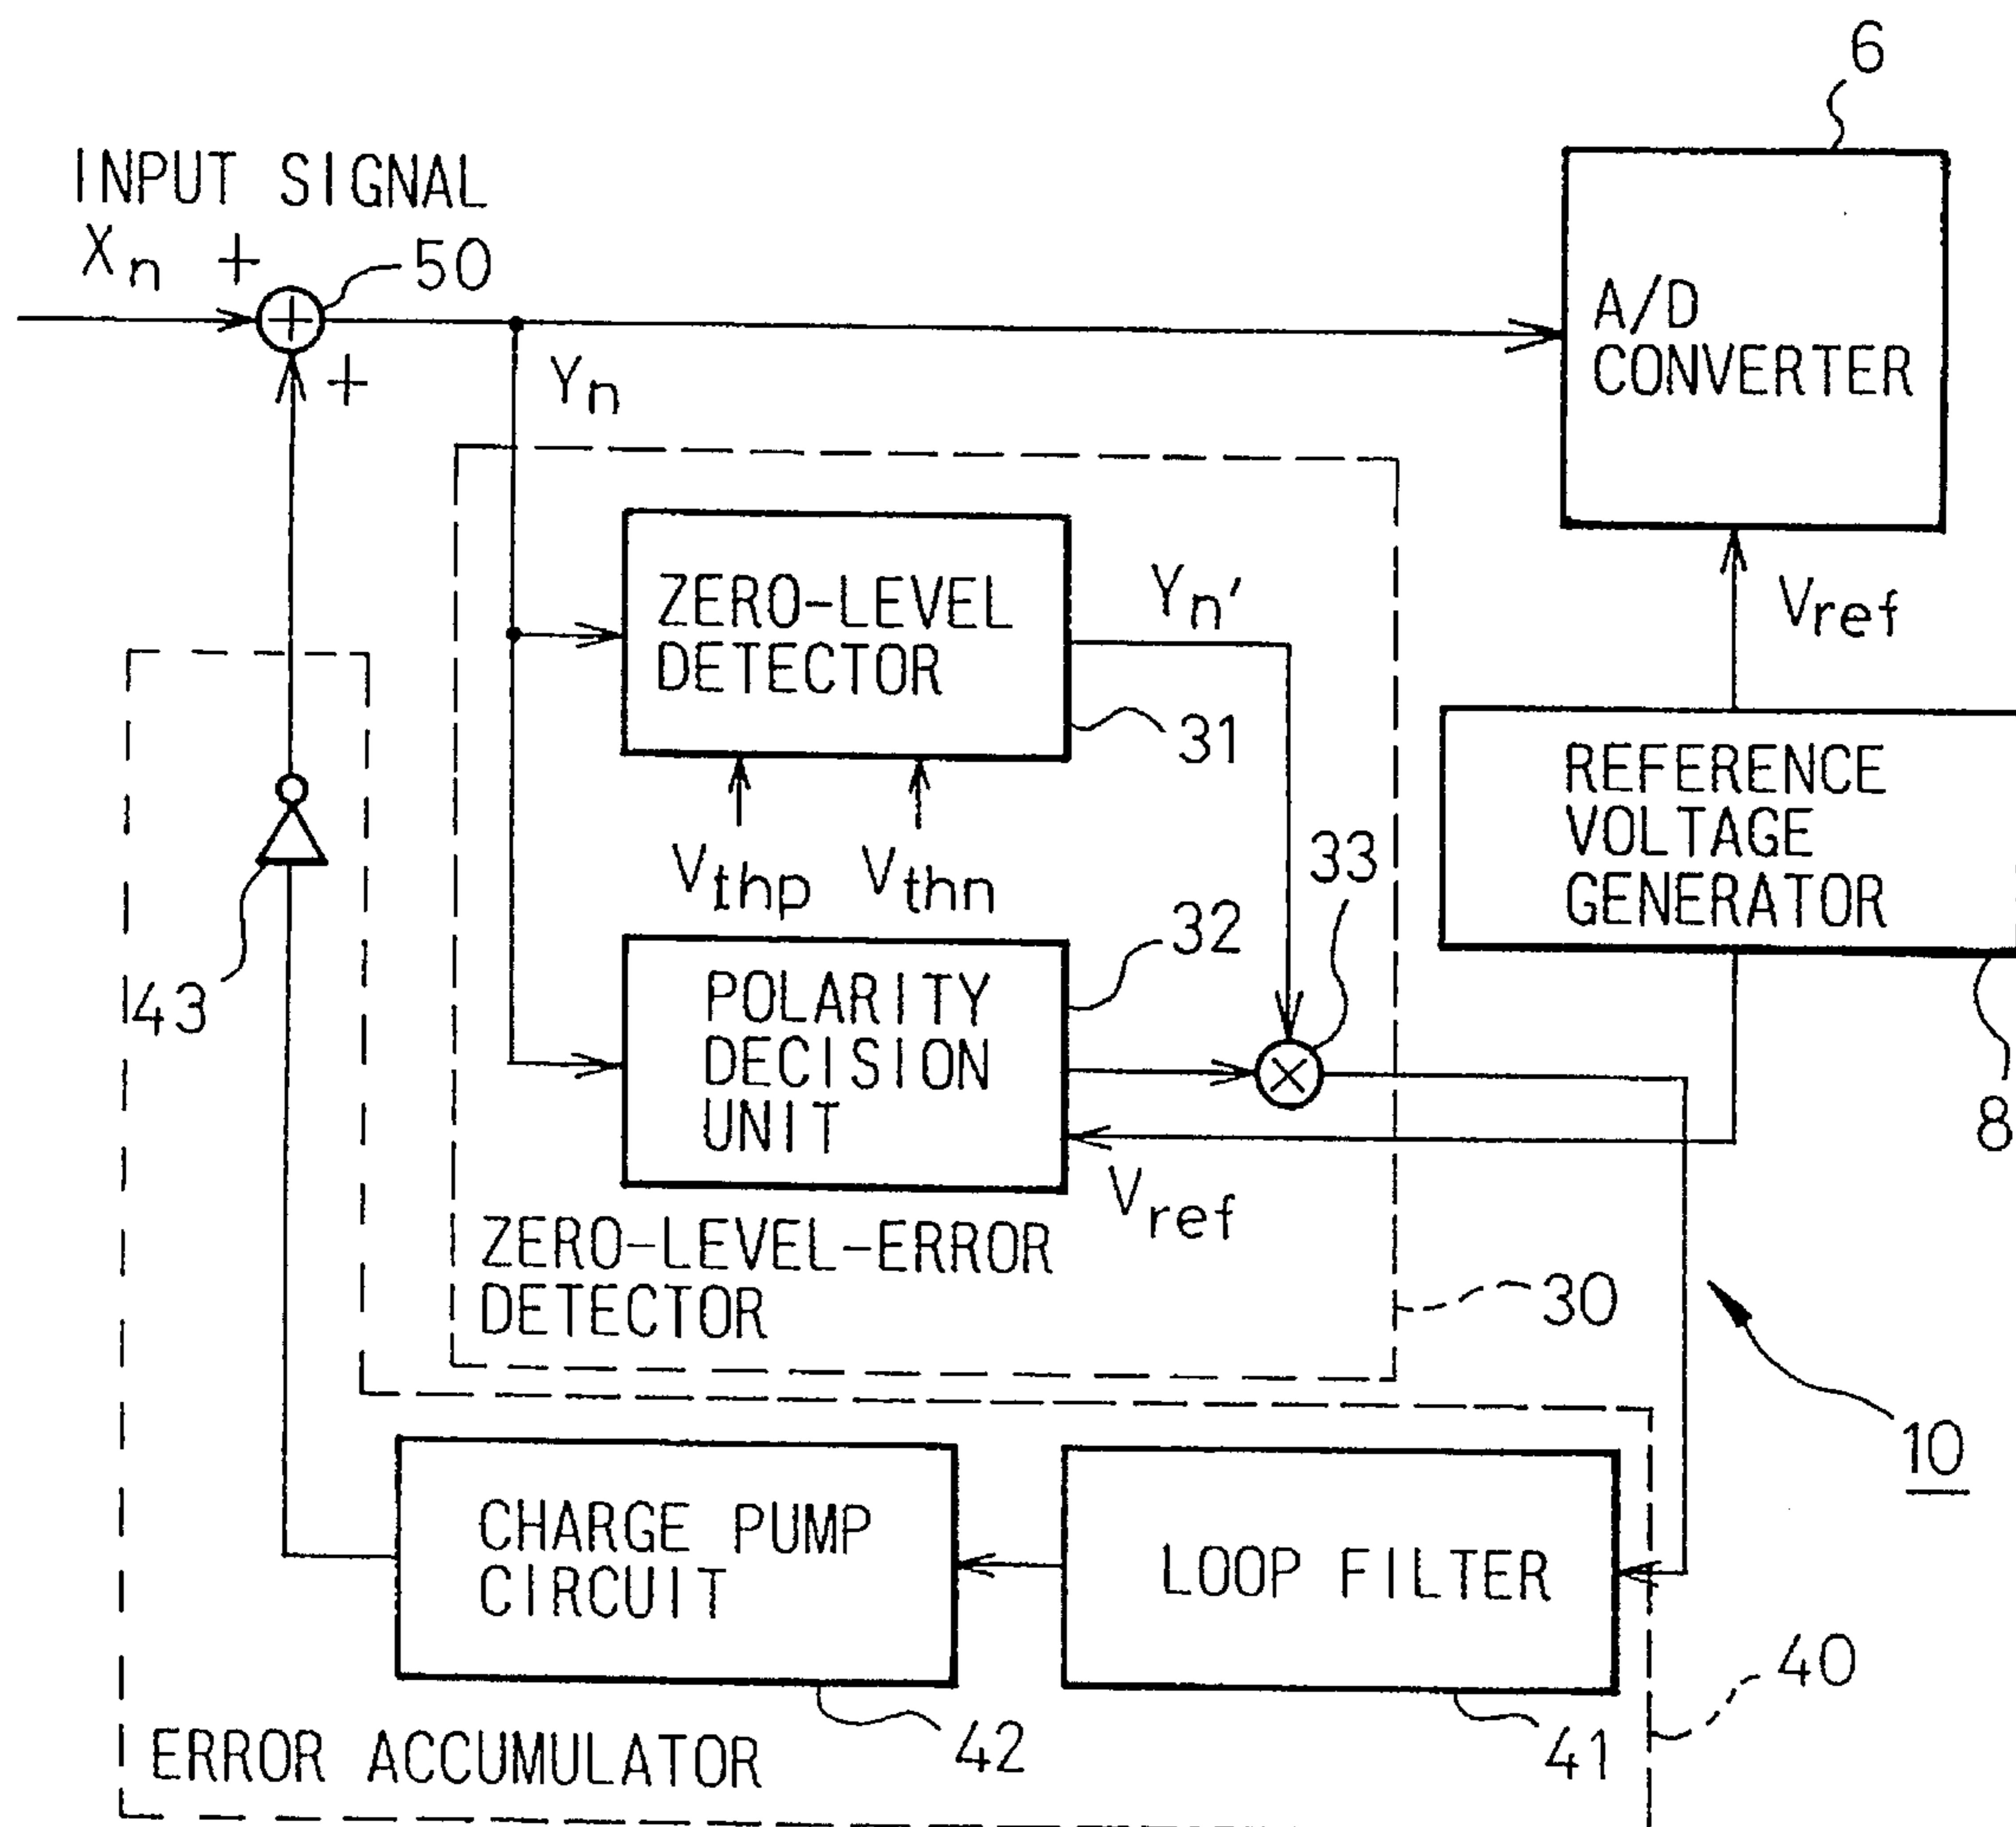 6
INPUT SIGNAL
Xn +
50
+
Yn
A/D
CONVERTER
ZERO-LEVEL
DETECTOR
Yn'
31
Vthp Vthn
Vref
REFERENCE
VOLTAGE
GENERATOR
8
33
32
POLARITY
DECISION
UNIT
43
Vref
ZERO-LEVEL-ERROR
DETECTOR
30
10
CHARGE PUMP
CIRCUIT
LOOP FILTER
40
42
41
ERROR ACCUMULATOR